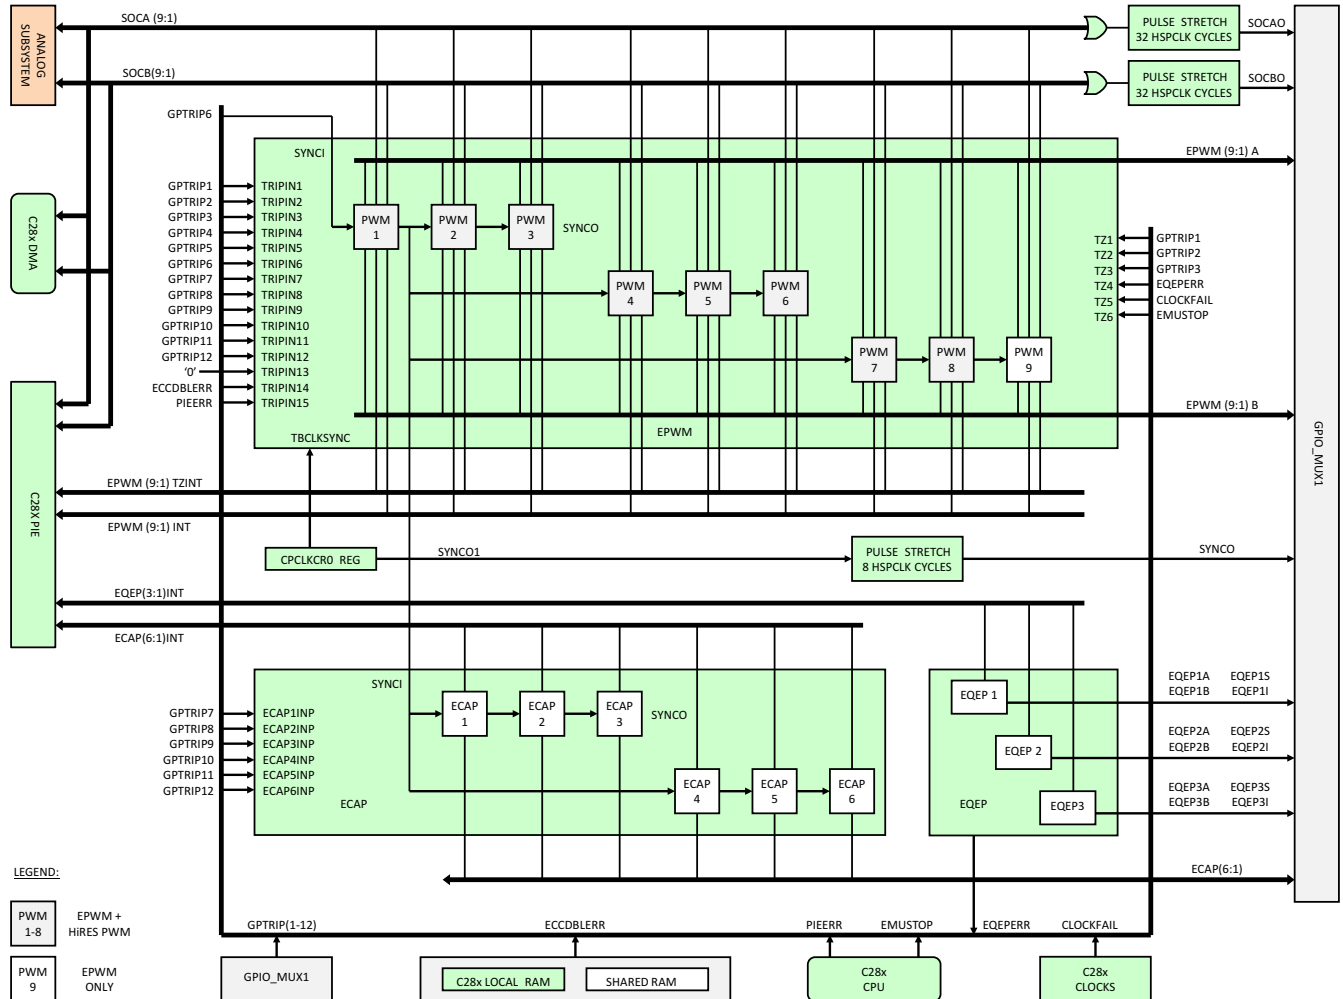 SOCA (9:1)
PULSE STRETCH
32 HSPCLK CYCLES
SOCAO
ANALOG
SUBSYSTEM
SOCB(9:1)
PULSE STRETCH
32 HSPCLK CYCLES
SOCBO
GPTRIP6
SYNCI
EPWM (9:1) A
C28x DMA
GPTRIP1
GPTRIP2
GPTRIP3
GPTRIP4
GPTRIP5
GPTRIP6
GPTRIP7
GPTRIP8
GPTRIP9
GPTRIP10
GPTRIP11
GPTRIP12
‘0’
ECCDBLERR
PIEERR
TRIPIN1
TRIPIN2
TRIPIN3
TRIPIN4
TRIPIN5
TRIPIN6
TRIPIN7
TRIPIN8
TRIPIN9
TRIPIN10
TRIPIN11
TRIPIN12
TRIPIN13
TRIPIN14
TRIPIN15
PWM
1
PWM
2
PWM
3
SYNCO
PWM
4
PWM
5
PWM
6
PWM
7
PWM
8
PWM
9
TZ1
TZ2
TZ3
TZ4
TZ5
TZ6
GPTRIP1
GPTRIP2
GPTRIP3
EQEPERR
CLOCKFAIL
EMUSTOP
EPWM (9:1) B
EPWM
TBCLKSYNC
GPIO_MUX1
C28X PIE
EPWM (9:1) TZINT
EPWM (9:1) INT
CPCLKCR0 REG
SYNCO1
PULSE STRETCH
8 HSPCLK CYCLES
SYNCO
EQEP(3:1)INT
ECAP(6:1)INT
SYNCI
GPTRIP7
GPTRIP8
GPTRIP9
GPTRIP10
GPTRIP11
GPTRIP12
ECAP1INP
ECAP2INP
ECAP3INP
ECAP4INP
ECAP5INP
ECAP6INP
ECAP
1
ECAP
2
ECAP
3
SYNCO
ECAP
4
ECAP
5
ECAP
6
ECAP
EQEP 1
EQEP 2
EQEP3
EQEP
EQEP1A EQEP1S
EQEP1B EQEP1I
EQEP2A EQEP2S
EQEP2B EQEP2I
EQEP3A EQEP3S
EQEP3B EQEP3I
ECAP(6:1)
LEGEND:
PWM
1-8
EPWM +
HiRES PWM
PWM
9
EPWM
ONLY
GPTRIP(1-12)
ECCDBLERR
PIEERR
EMUSTOP
EQEPERR
CLOCKFAIL
GPIO_MUX1
C28x LOCAL RAM
SHARED RAM
C28x
CPU
C28x
CLOCKS